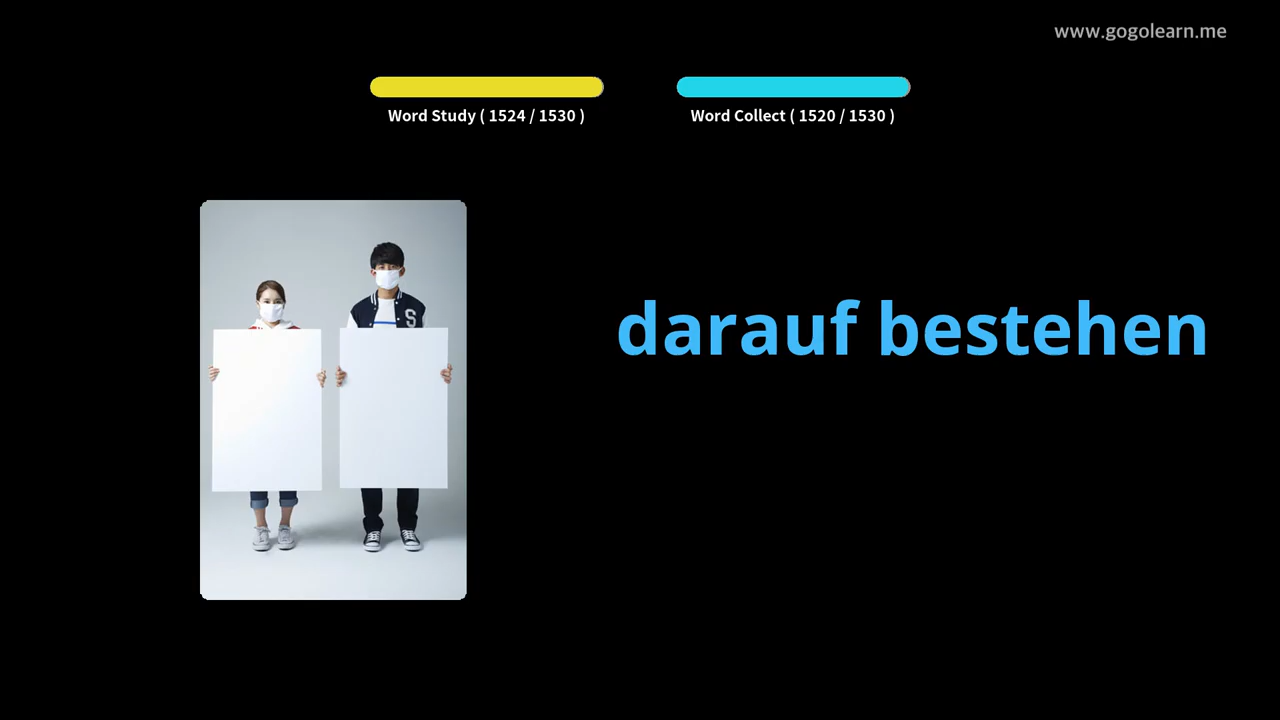 www.gogolearn.me
Word Study ( 1524 / 1530 )
Word Collect ( 1520 / 1530 )
S
darauf bestehen